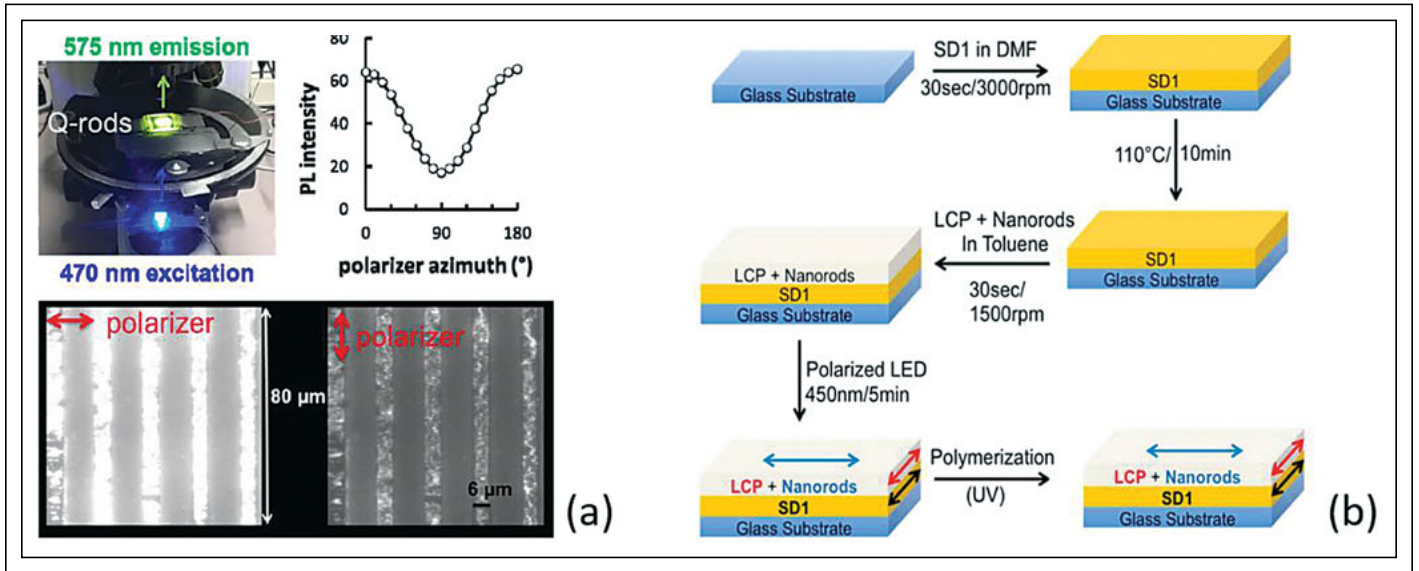 575 nm emission
Q-rods
470 nm excitation
80
60
40
20
0
PL intensity
0
90
180
polarizer azimuth (°)
polarizer
80 µm
polarizer
6 µm
(a)
Glass Substrate
SD1 in DMF
30sec/3000rpm
SD1
Glass Substrate
110°C/
10min
SD1
Glass Substrate
LCP + Nanorods
In Toluene
30sec/
1500rpm
LCP + Nanorods
SD1
Glass Substrate
Polarized LED
450nm/5min
LCP + Nanorods
SD1
Glass Substrate
Polymerization
(UV)
LCP + Nanorods
SD1
Glass Substrate
(b)